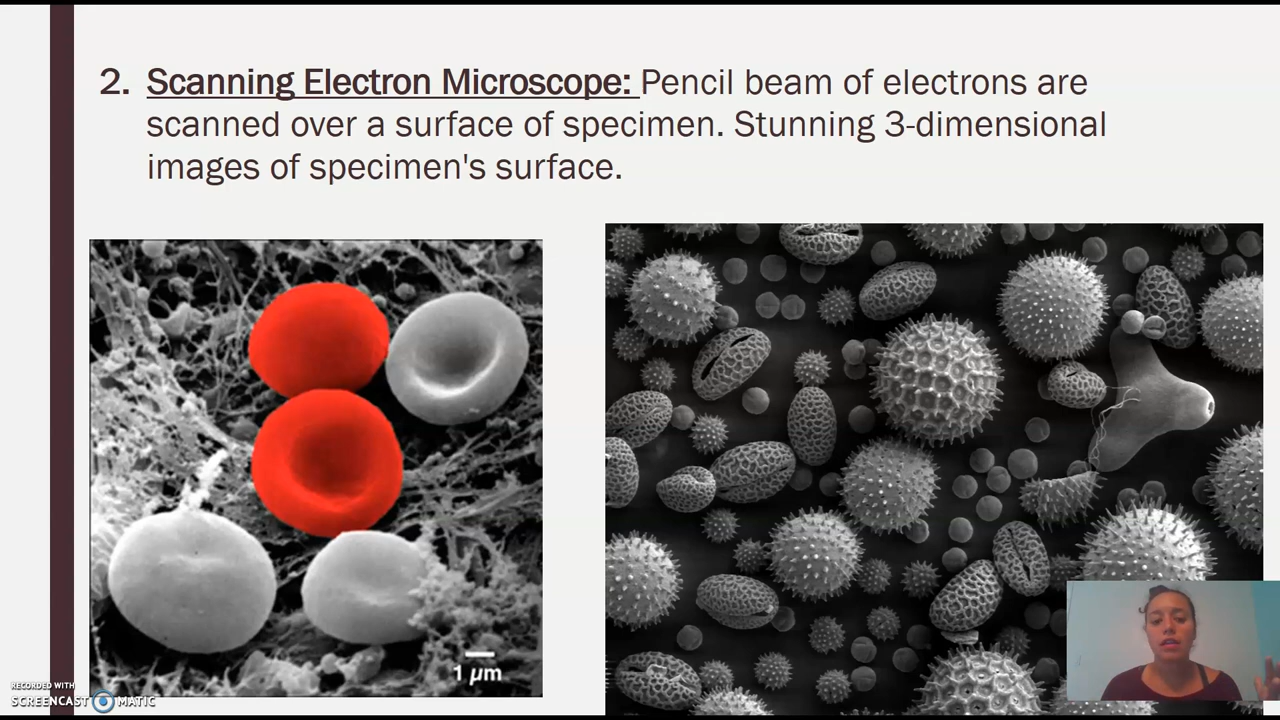 2. Scanning Electron Microscope: Pencil beam of electrons are
scanned over a surface of specimen. Stunning 3-dimensional
images of specimen's surface.
1 μm
RECORDED WITH
SCREENCAST MATIC